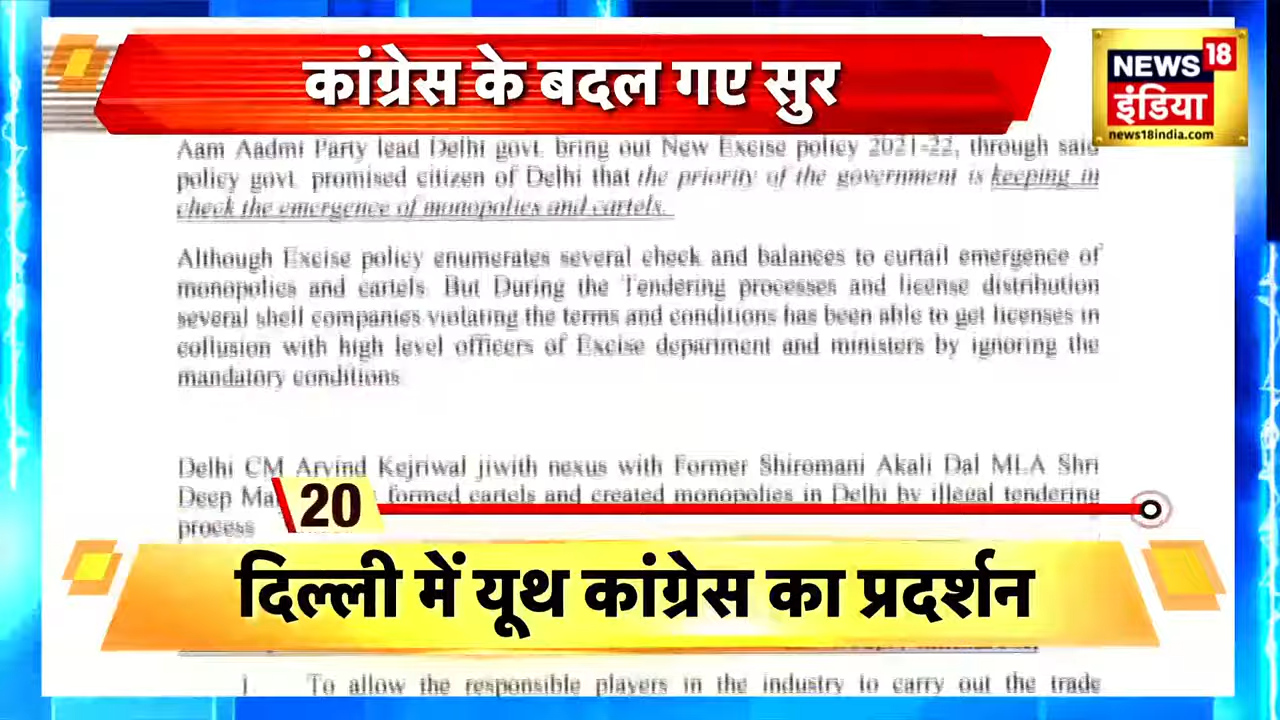 कांग्रेस के बदल गए सुर
NEWS 18
इंडिया
news18india.com
Aam Aadmi Party lead Delhi govt. bring out New Excise policy 2021-22, through said
policy govt. promised citizen of Delhi that the priority of the government is keeping in
check the emergence of monopolies and cartels.
Although Excise policy enumerates several check and balances to curtail emergence of
monopolies and cartels. But During the Tendering processes and license distribution
several shell companies violating the terms and conditions has been able to get licenses in
collusion with high level officers of Excise department and ministers by ignoring the
mandatory conditions.
Delhi CM Arvind Kejriwal jiwith nexus with Former Shiromani Akali Dal MLA Shri
Deep formed cartels and created monopolies in Delhi by illegal tendering
process
20
दिल्ली में यूथ कांग्रेस का प्रदर्शन
To allow the responsible players in the industry to carry out the trade